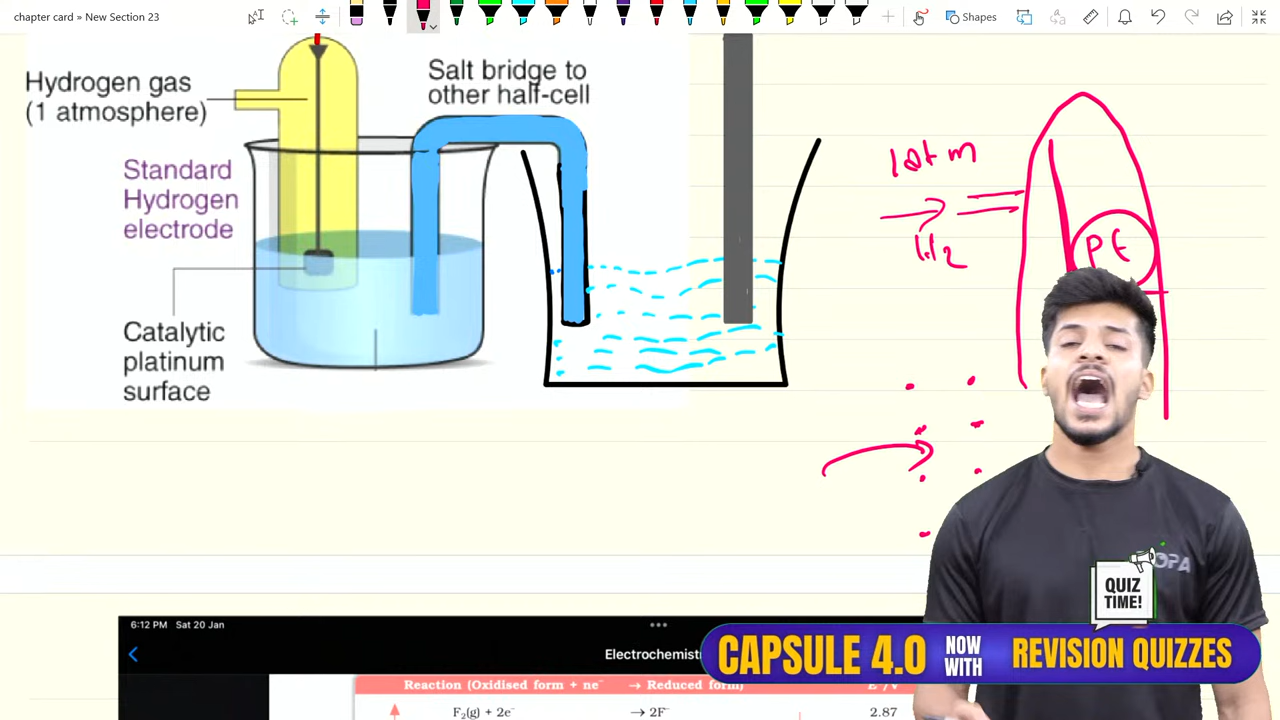 chapter card » New Section 23
Shapes
Hydrogen gas
(1 atmosphere)
Salt bridge to
other half-cell
Standard
Hydrogen
electrode
Catalytic
platinum
surface
1atm
H2
Pt
QUIZ
TIME!
CAPSULE 4.0
NOW
WITH
REVISION QUIZZES
6:12 PM Sat 20 Jan
Reaction (Oxidised form + ne⁻ → Reduced form)
F₂(g) + 2e⁻ → 2F⁻ 2.87